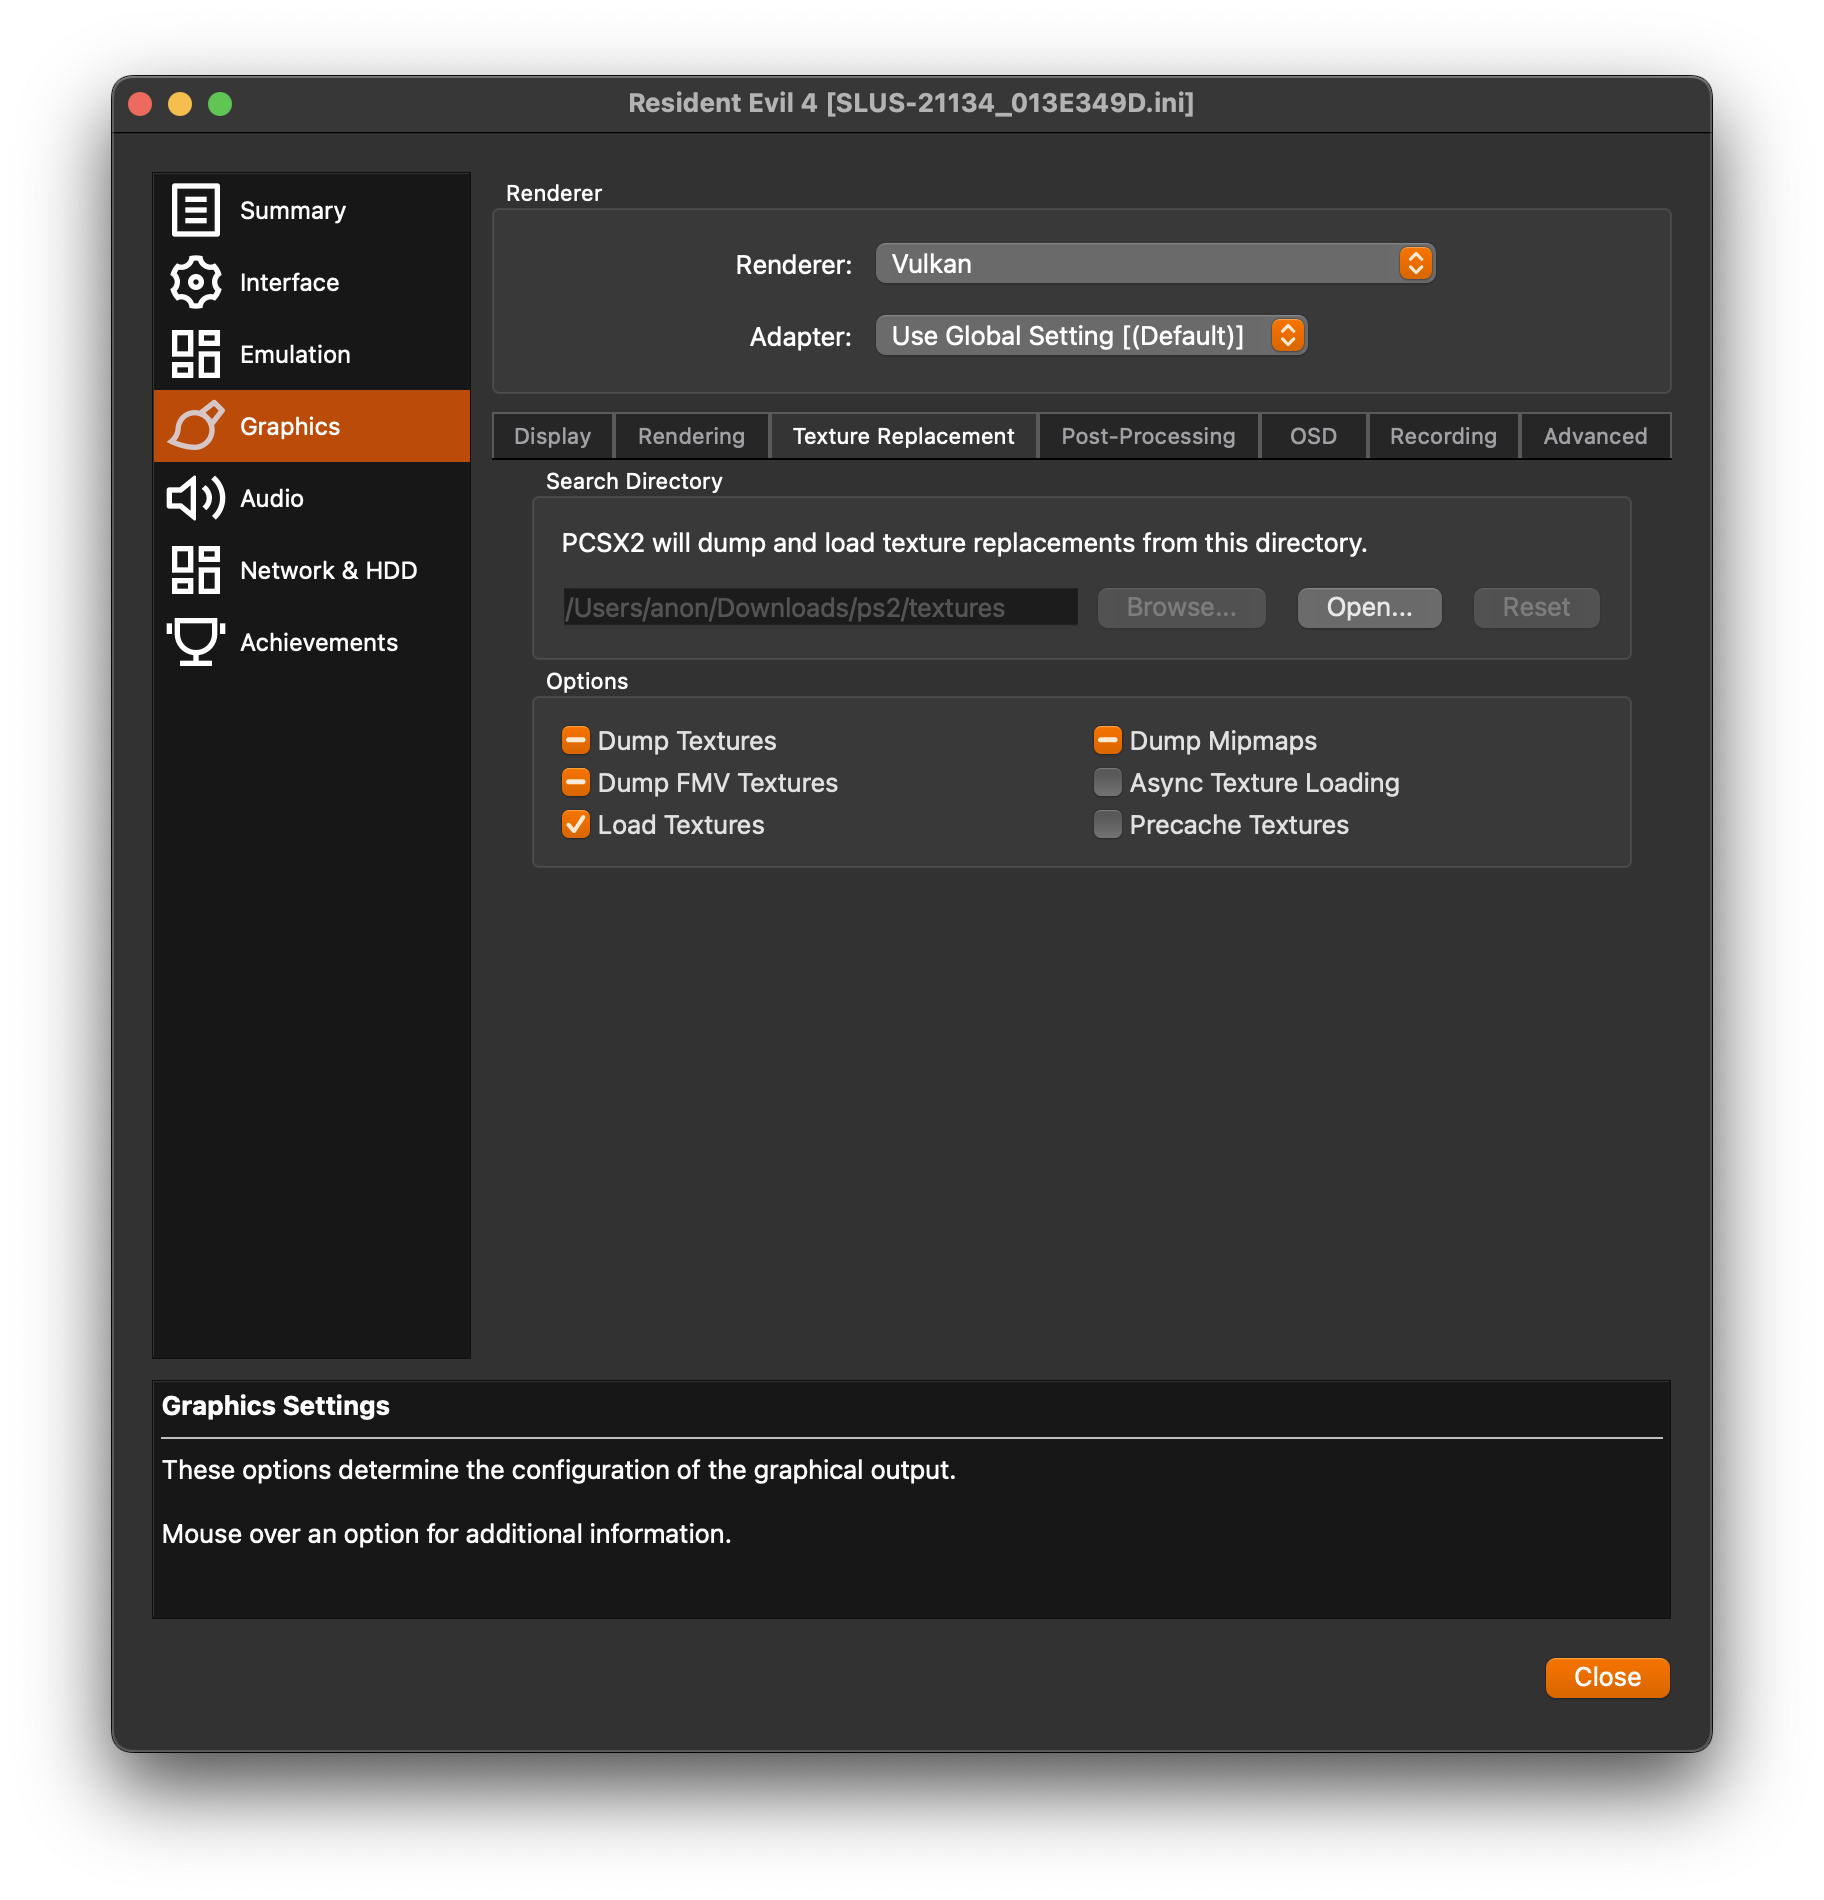 Resident Evil 4 [SLUS-21134_013E349D.ini]
Summary
Interface
Emulation
Graphics
Audio
Network & HDD
Achievements
Renderer
Renderer: Vulkan
Adapter: Use Global Setting [(Default)]
Display Rendering Texture Replacement Post-Processing OSD Recording Advanced
Search Directory
PCSX2 will dump and load texture replacements from this directory.
/Users/anon/Downloads/ps2/textures Browse... Open... Reset
Options
Dump Textures Dump Mipmaps
Dump FMV Textures Async Texture Loading
Load Textures Precache Textures
Graphics Settings
These options determine the configuration of the graphical output.
Mouse over an option for additional information.
Close